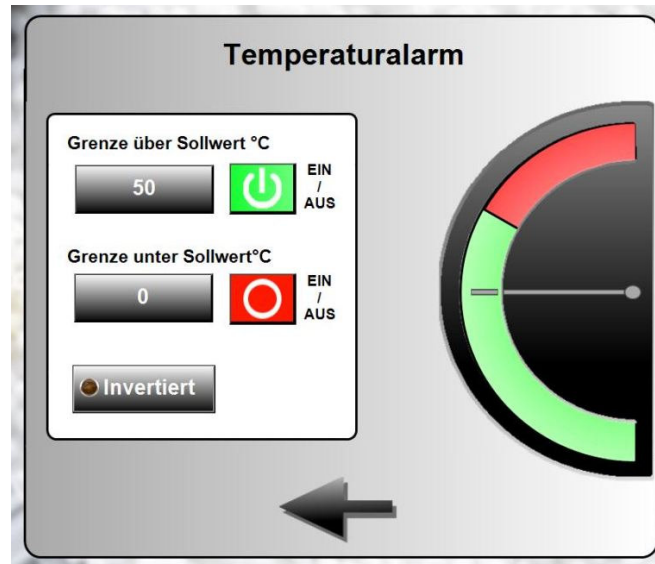 Temperaturalarm
Grenze über Sollwert °C
50
EIN
/
AUS
Grenze unter Sollwert°C
0
EIN
/
AUS
Invertiert